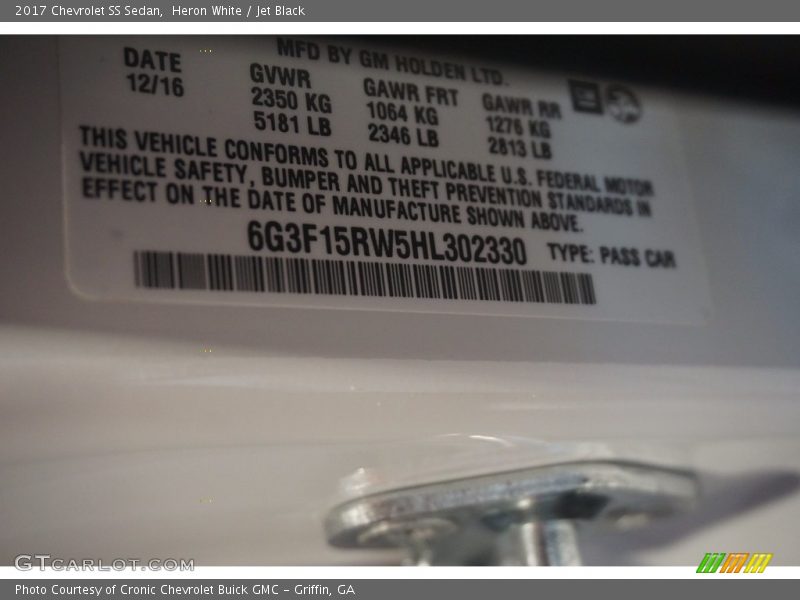 2017 Chevrolet SS Sedan,  Heron White / Jet Black
MFD BY GM HOLDEN LTD.
DATE GVWR GAWR FRT GAWR RR
12/16 2350 KG 1064 KG 1276 KG
5181 LB 2346 LB 2813 LB
THIS VEHICLE CONFORMS TO ALL APPLICABLE U.S. FEDERAL MOTOR
VEHICLE SAFETY, BUMPER AND THEFT PREVENTION STANDARDS IN
EFFECT ON THE DATE OF MANUFACTURE SHOWN ABOVE.
6G3F15RW5HL302330 TYPE: PASS CAR
GTCARLOT.COM
Photo Courtesy of Cronic Chevrolet Buick GMC - Griffin, GA